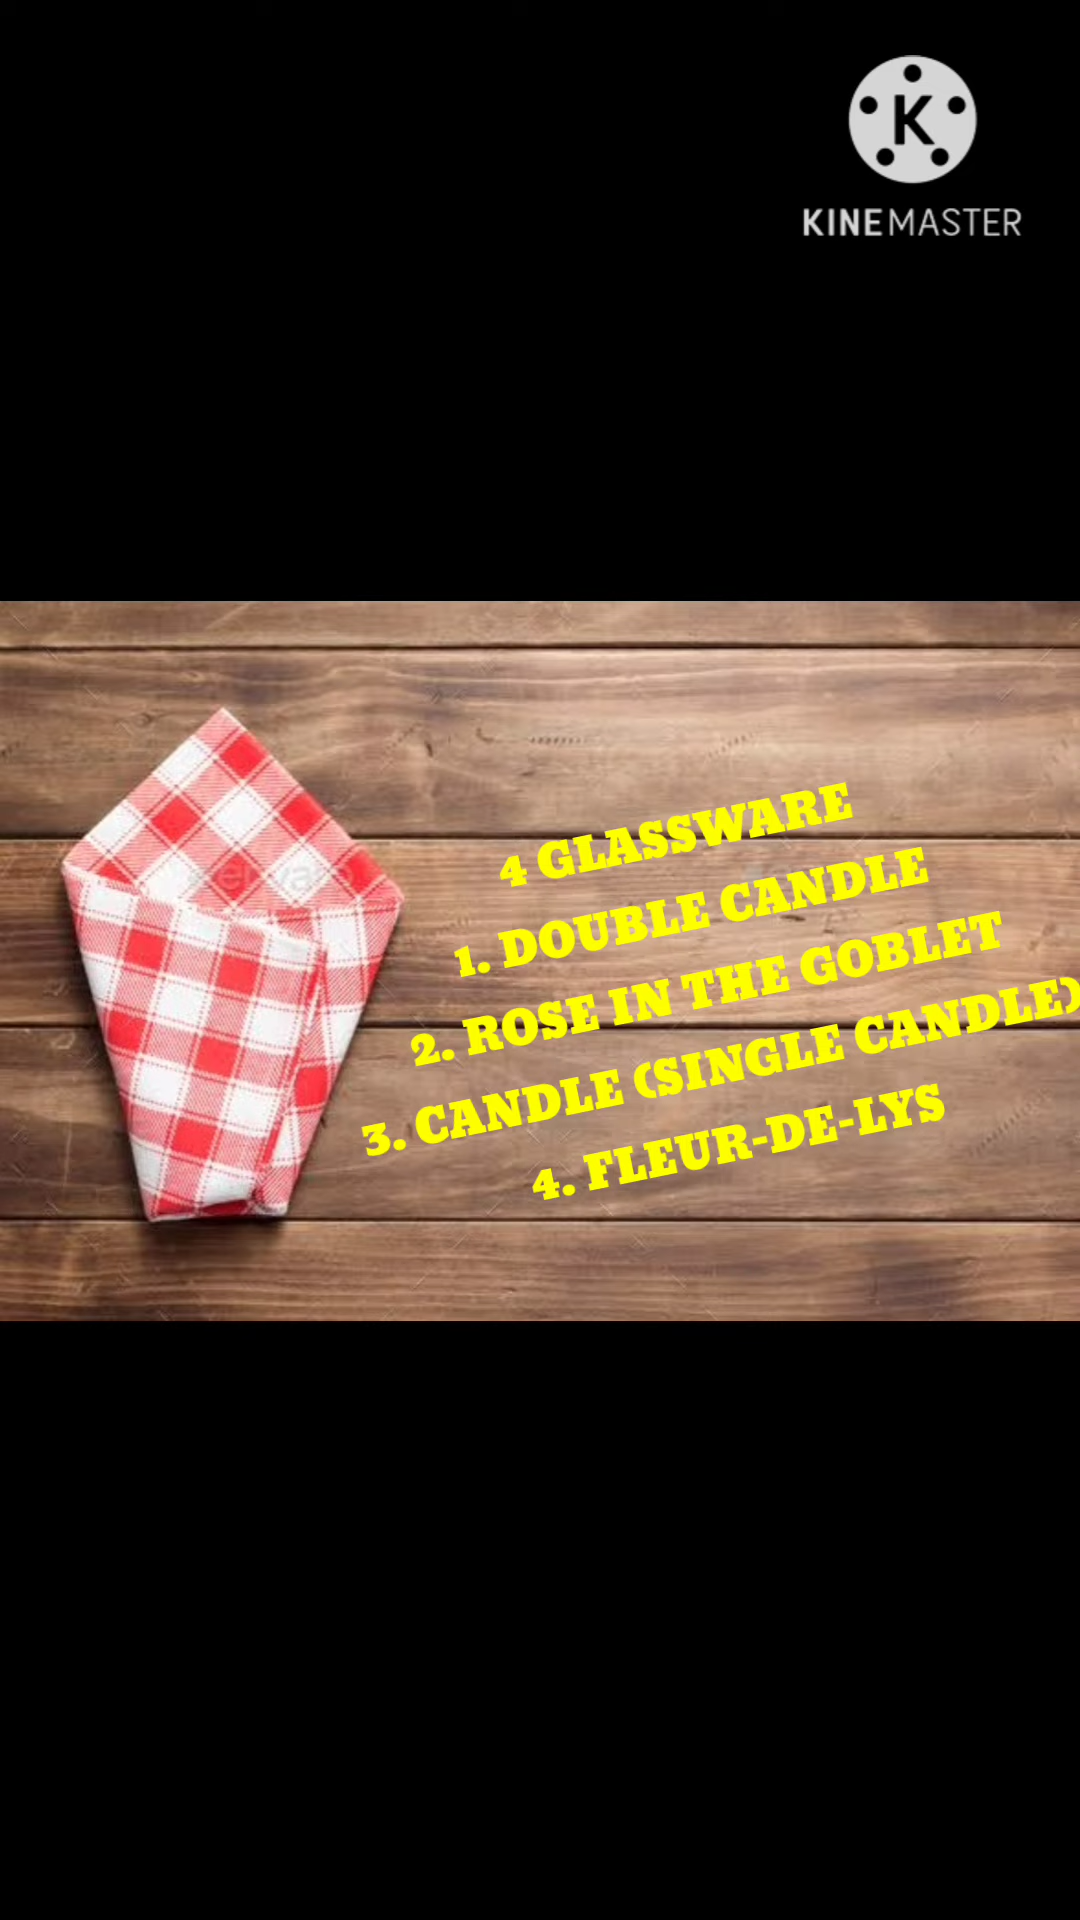 KINEMASTER
4 GLASSWARE
1. DOUBLE CANDLE
2. ROSE IN THE GOBLET
3. CANDLE (SINGLE CANDLE)
4. FLEUR-DE-LYS